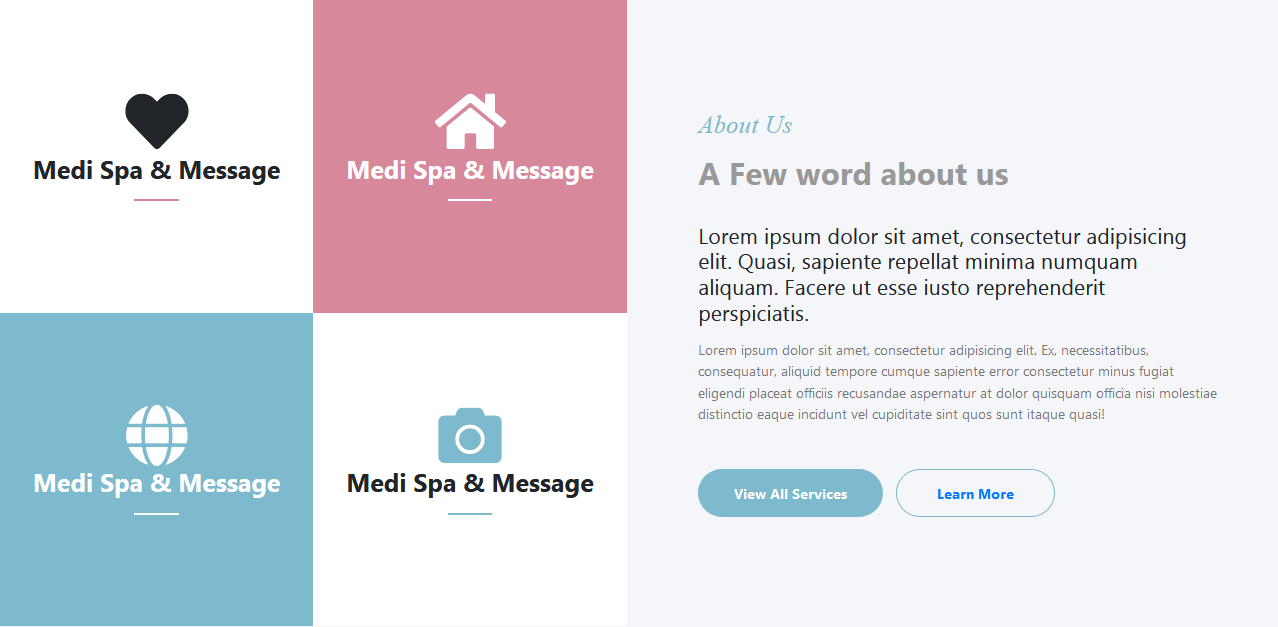 Medi Spa & Message
Medi Spa & Message
Medi Spa & Message
Medi Spa & Message
About Us
A Few word about us
Lorem ipsum dolor sit amet, consectetur adipisicing
elit. Quasi, sapiente repellat minima numquam
aliquam. Facere ut esse iusto reprehenderit
perspiciatis.
Lorem ipsum dolor sit amet, consectetur adipisicing elit. Ex, necessitatibus,
consequatur, aliquid tempore cumque sapiente error consectetur minus fugiat
eligendi placeat officiis recusandae aspernatur at dolor quisquam officia nisi molestiae
distinctio eaque incidunt vel cupiditate sint quos sunt itaque quasi!
View All Services
Learn More